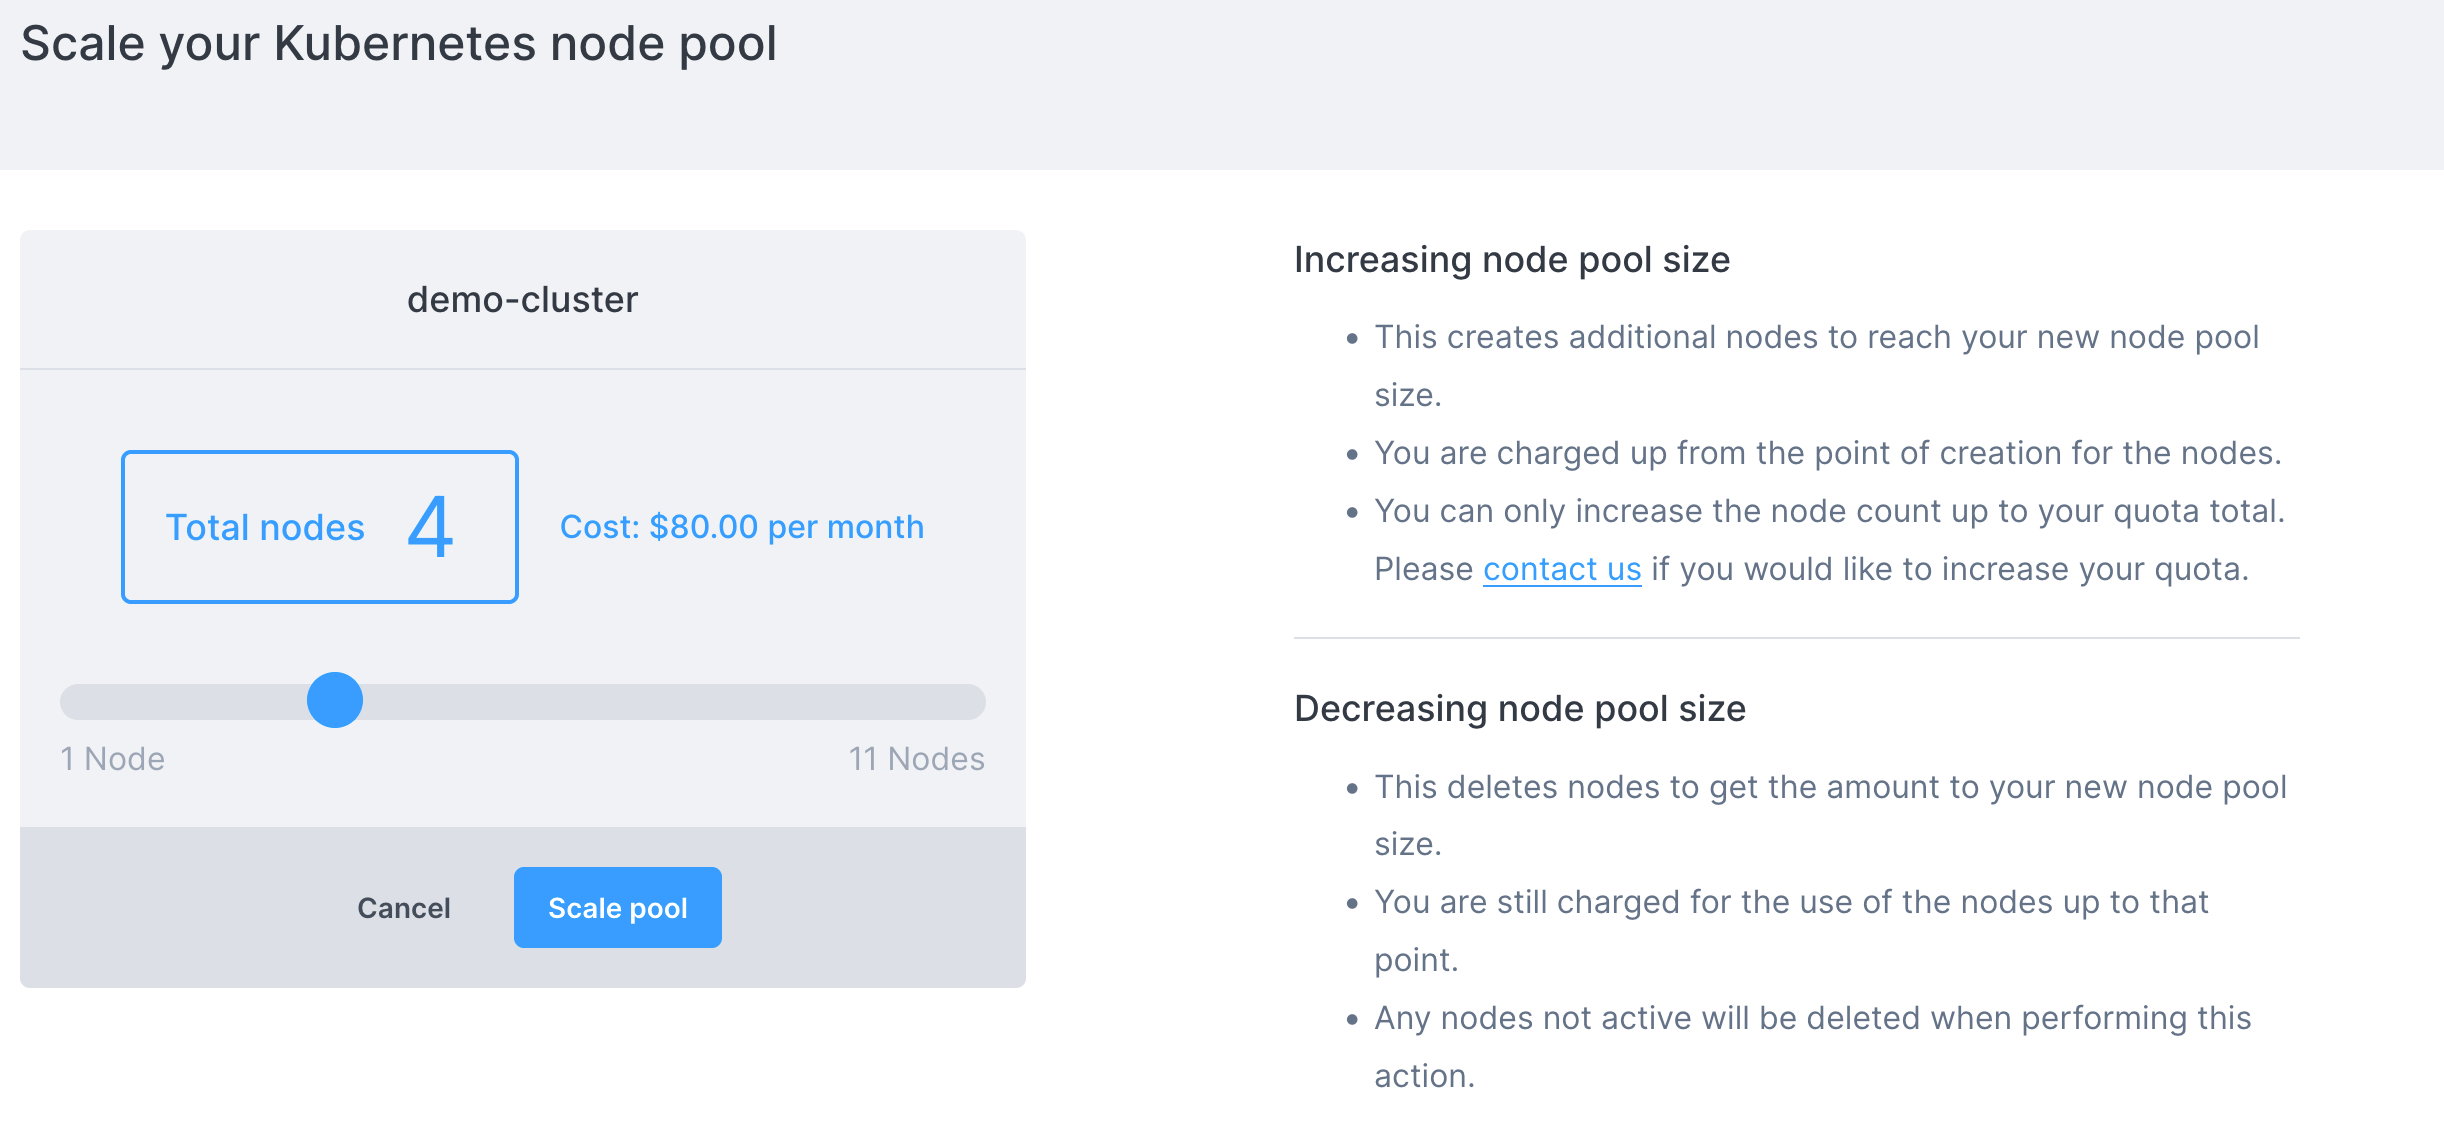 Scale your Kubernetes node pool
demo-cluster
Total nodes 4
Cost: $80.00 per month
1 Node
11 Nodes
Cancel
Scale pool
Increasing node pool size
• This creates additional nodes to reach your new node pool
size.
• You are charged up from the point of creation for the nodes.
• You can only increase the node count up to your quota total.
Please contact us if you would like to increase your quota.
Decreasing node pool size
• This deletes nodes to get the amount to your new node pool
size.
• You are still charged for the use of the nodes up to that
point.
• Any nodes not active will be deleted when performing this
action.